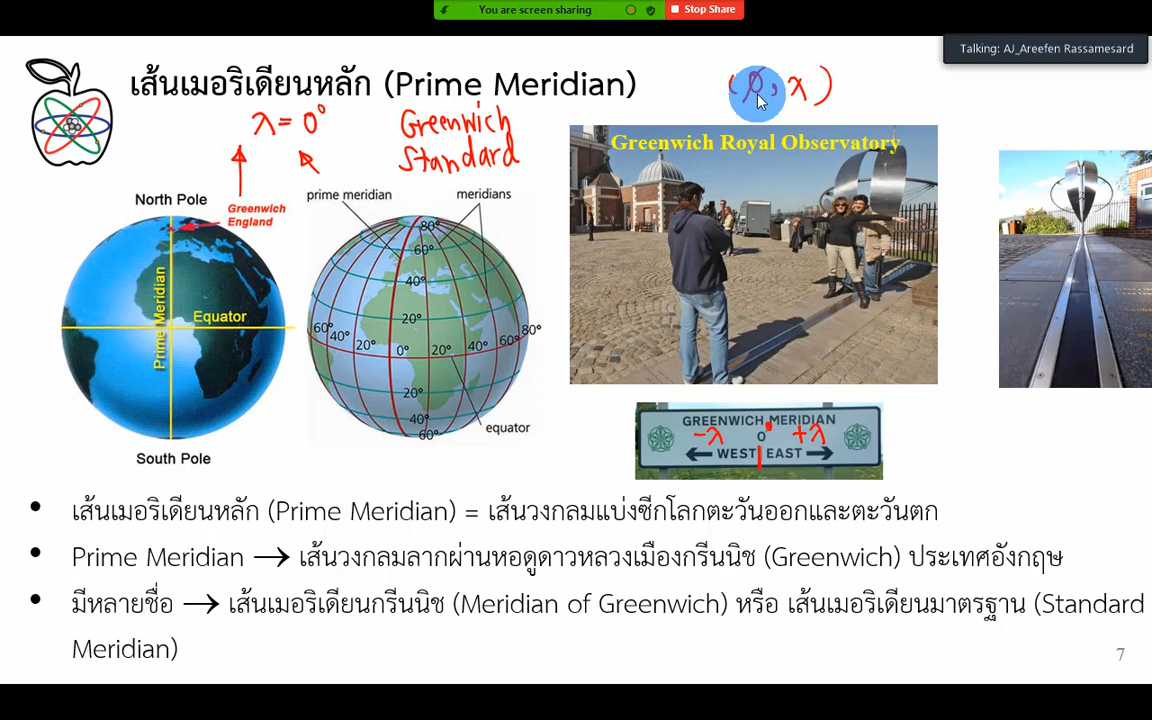 You are screen sharing
Stop Share
Talking: AJ_Areefen Rassamesard
เส้นเมอริเดียนหลัก (Prime Meridian)
(ø, λ)
λ = 0°
Greenwich
Standard
North Pole
Greenwich
England
Prime Meridian
Equator
South Pole
prime meridian
meridians
80°
60°
40°
20°
60°
40°
20°
0°
20°
40°
60°
80°
20°
40°
60°
equator
Greenwich Royal Observatory
GREENWICH MERIDIAN
-λ 0° +λ
WEST EAST
• เส้นเมอริเดียนหลัก (Prime Meridian) = เส้นวงกลมแบ่งซีกโลกตะวันออกและตะวันตก
• Prime Meridian → เส้นวงกลมลากผ่านหอดูดาวหลวงเมืองกรีนนิช (Greenwich) ประเทศอังกฤษ
• มีหลายชื่อ → เส้นเมอริเดียนกรีนนิช (Meridian of Greenwich) หรือ เส้นเมอริเดียนมาตรฐาน (Standard
Meridian)
7